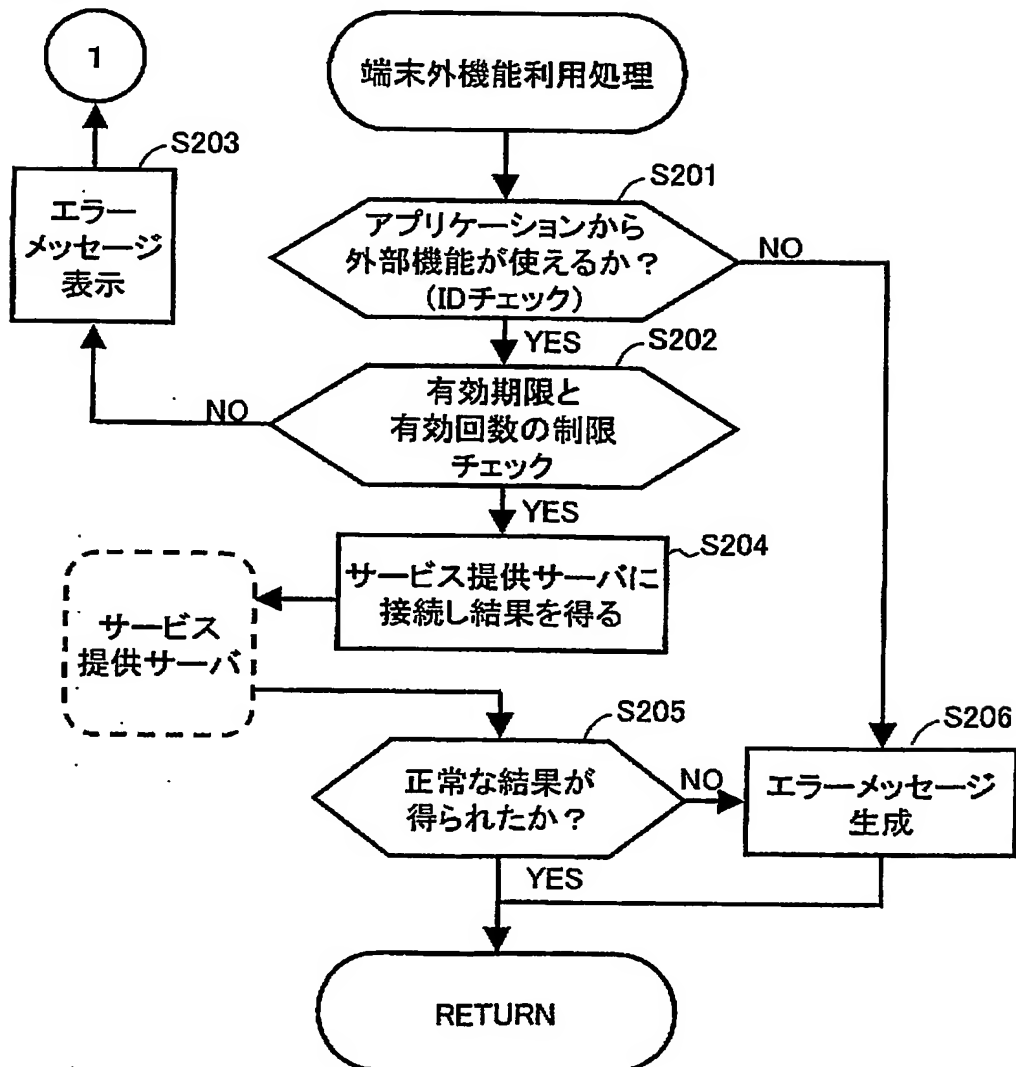 1
端末外機能利用処理
S203
エラー
メッセージ
表示
S201
アプリケーションから
外部機能が使えるか？
(IDチェック)
NO
YES
S202
有効期限と
有効回数の制限
チェック
NO
YES
S204
サービス提供サーバに
接続し結果を得る
サービス
提供サーバ
S205
正常な結果が
得られたか？
NO
S206
エラーメッセージ
生成
YES
RETURN